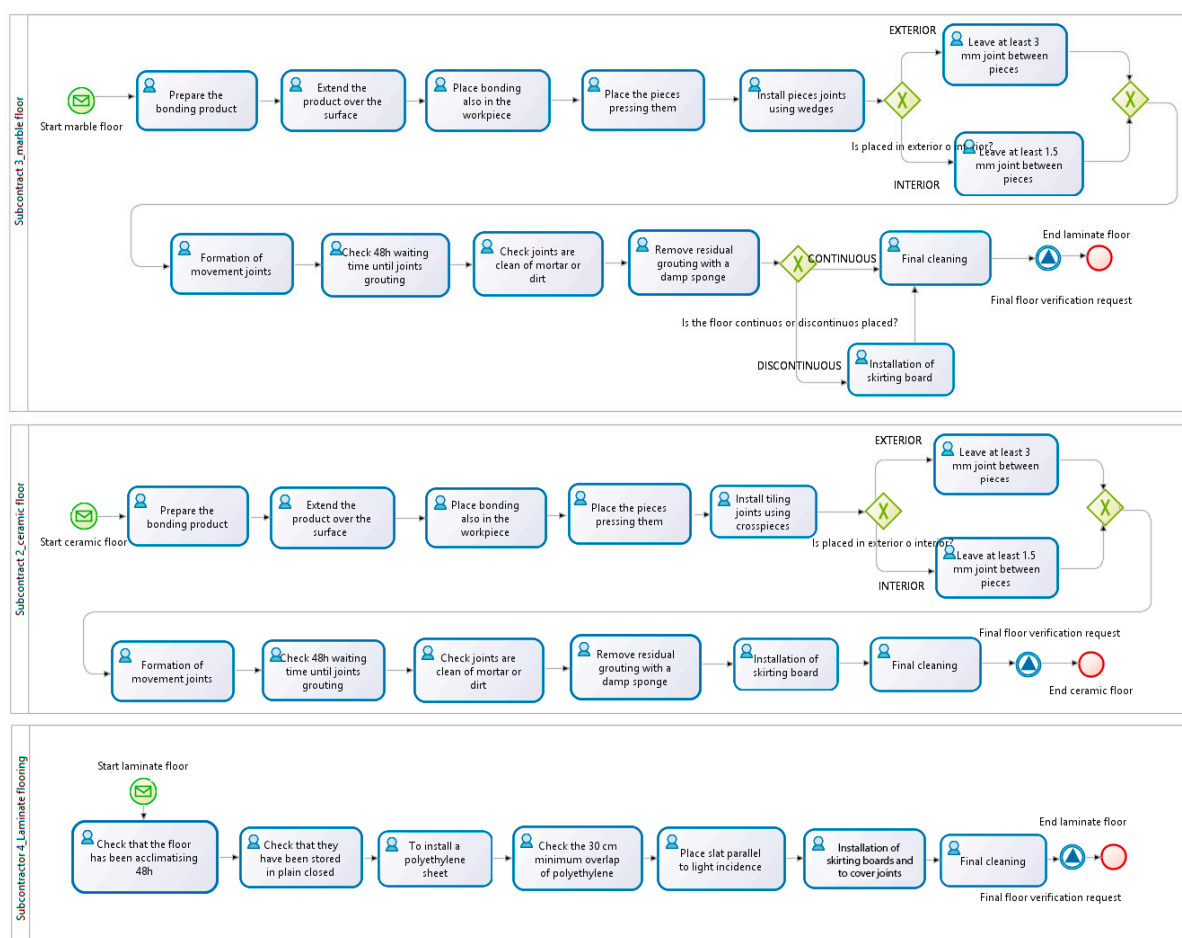 Subcontract 3_marble floor
Start marble floor
Prepare the
bonding product
Extend the
product over the
surface
Place bonding
also in the
workpiece
Place the pieces
pressing them
Install pieces joints
using wedges
Is placed in exterior o interior?
EXTERIOR
Leave at least 3
mm joint between
pieces
INTERIOR
Leave at least 1.5
mm joint between
pieces
Formation of
movement joints
Check 48h waiting
time until joints
grouting
Check joints are
clean of mortar or
dirt
Remove residual
grouting with a
damp sponge
Is the floor continuos or discontinuos placed?
CONTINUOUS
DISCONTINUOUS
Installation of
skirting board
Final cleaning
End laminate floor
Final floor verification request
Subcontract 2_ceramic floor
Start ceramic floor
Prepare the
bonding product
Extend the
product over the
surface
Place bonding
also in the
workpiece
Place the pieces
pressing them
Install tiling
joints using
crosspieces
Is placed in exterior o interior?
EXTERIOR
Leave at least 3
mm joint between
pieces
INTERIOR
Leave at least 1.5
mm joint between
pieces
Formation of
movement joints
Check 48h waiting
time until joints
grouting
Check joints are
clean of mortar or
dirt
Remove residual
grouting with a
damp sponge
Installation of
skirting board
Final cleaning
Final floor verification request
End ceramic floor
Subcontractor 4_Laminate flooring
Start laminate floor
Check that the floor
has been acclimatising
48h
Check that they
have been stored
in plain closed
To install a
polyethylene
sheet
Check the 30 cm
minimum overlap
of polyethylene
Place slat parallel
to light incidence
Installation of
skirting boards and
to cover joints
Final cleaning
End laminate floor
Final floor verification request